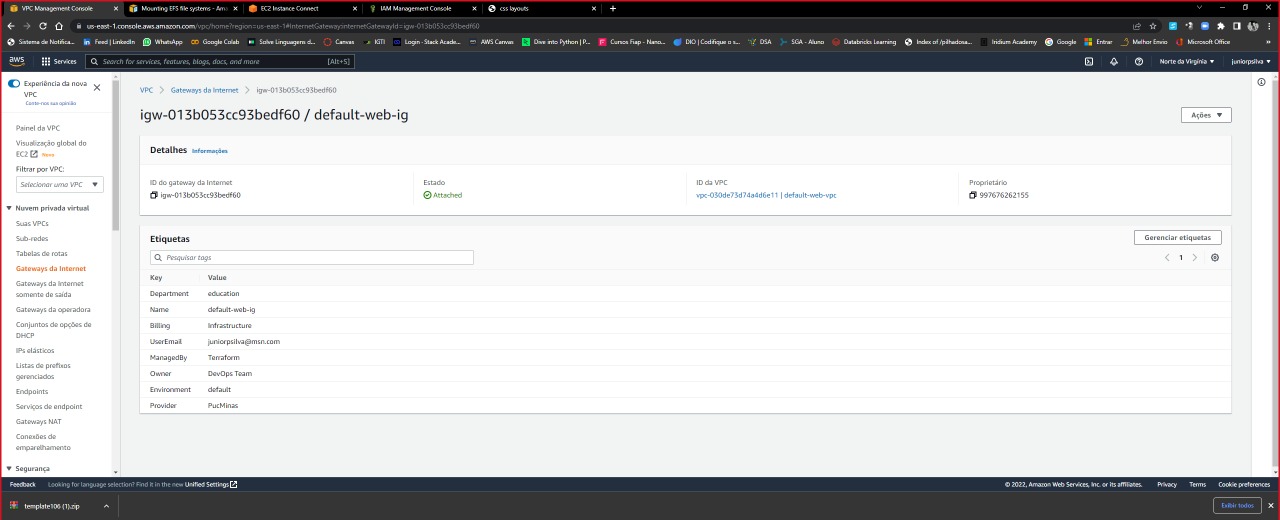 VPC Management Console
Mounting EFS file systems - Ama
EC2 Instance Connect
IAM Management Console
css layouts
us-east-1.console.aws.amazon.com/vpc/home?region=us-east-1#InternetGateway:internetGatewayId=igw-013b053cc93bedf60
Sistema de Notifica...
Feed | LinkedIn
WhatsApp
Google Colab
Solve Linguagens d...
Canvas
IGTI
Login - Stack Acade...
AWS Canvas
Dive into Python | P...
Cursos Fiap - Nano...
DIO | Codifique o s...
DSA
SGA - Aluno
Databricks Learning
Index of /pilhadosa...
Iridium Academy
Google
Entrar
Melhor Envio
Microsoft Office
aws
Services
Search for services, features, blogs, docs, and more
[Alt+S]
Norte da Virgínia
juniorpsilva
Experiência da nova
VPC
Conte-nos sua opinião
Painel da VPC
Visualização global do
EC2
Novo
Filtrar por VPC:
Selecionar uma VPC
Nuvem privada virtual
Suas VPCs
Sub-redes
Tabelas de rotas
Gateways da Internet
Gateways da Internet
somente de saída
Gateways da operadora
Conjuntos de opções de
DHCP
IPs elásticos
Listas de prefixos
gerenciados
Endpoints
Serviços de endpoint
Gateways NAT
Conexões de
emparelhamento
Segurança
VPC
Gateways da Internet
igw-013b053cc93bedf60
igw-013b053cc93bedf60 / default-web-ig
Ações
Detalhes Informações
ID do gateway da Internet
igw-013b053cc93bedf60
Estado
Attached
ID da VPC
vpc-030de73d74a4d6e11 | default-web-vpc
Proprietário
997676262155
Etiquetas
Gerenciar etiquetas
Pesquisar tags
1
Key Value
Department education
Name default-web-ig
Billing Infrastructure
UserEmail juniorpsilva@msn.com
ManagedBy Terraform
Owner DevOps Team
Environment default
Provider PucMinas
Feedback
Looking for language selection? Find it in the new Unified Settings
© 2022, Amazon Web Services, Inc. or its affiliates.
Privacy
Terms
Cookie preferences
template106 (1).zip
Exibir todos